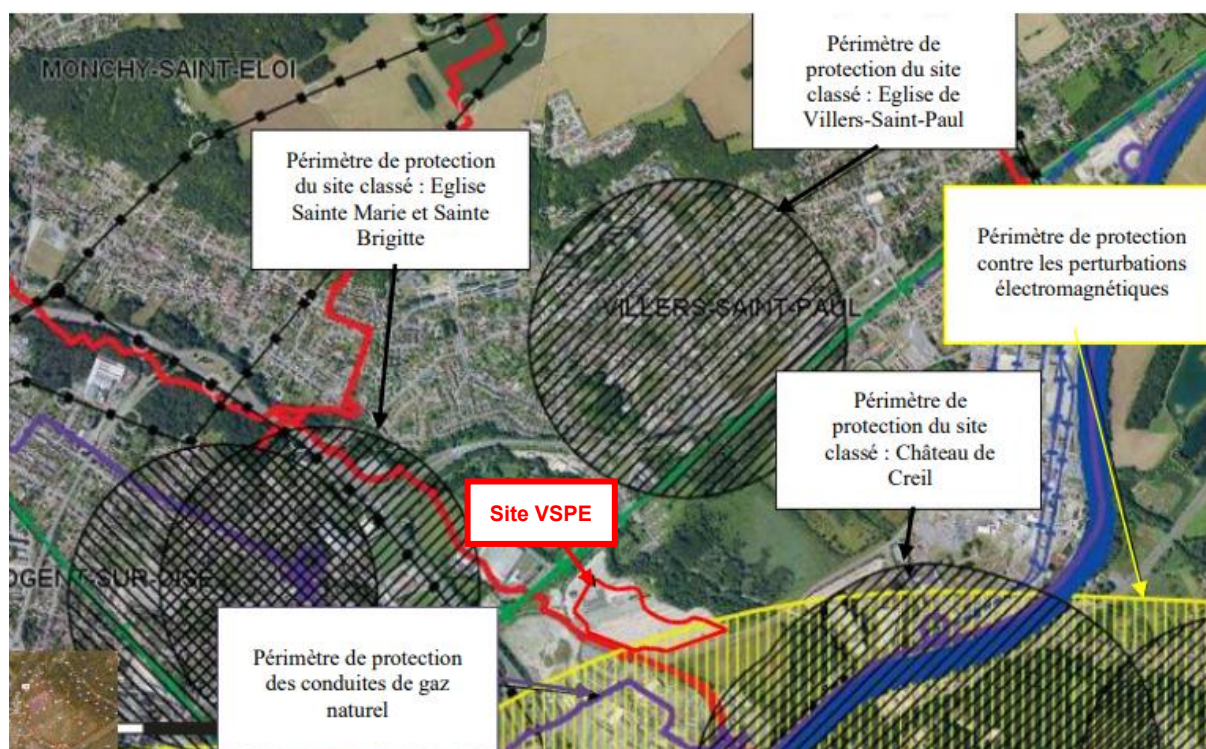 MONCHY-SAINT-ELOI
Périmètre de
protection du site
classé : Eglise de
Villers-Saint-Paul
Périmètre de protection
du site classé : Eglise
Sainte Marie et Sainte
Brigitte
Périmètre de protection
contre les perturbations
électromagnétiques
VILLERS-SAINT-PAUL
Périmètre de
protection du site
classé : Château de
Creil
Site VSPE
OGENT-SUR-OISE
Périmètre de protection
des conduites de gaz
naturel